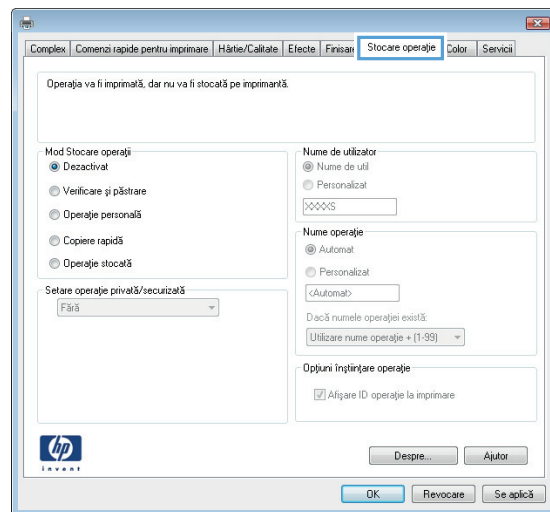 Complex Comenzi rapide pentru imprimare Hârtie/Calitate Efecte Finisare Stocare operaţie Color Servicii
Operaţia va fi imprimată, dar nu va fi stocată pe imprimantă.
Mod Stocare operaţii
Dezactivat
Verificare şi păstrare
Operaţie personală
Copiere rapidă
Operaţie stocată
Setare operaţie privată/securizată
Fără
Nume de utilizator
Nume de util
Personalizat
XXXXS
Nume operaţie
Automat
Personalizat
<Automat>
Dacă numele operaţiei există:
Utilizare nume operaţie + (1-99)
Opţiuni înştiinţare operaţie
Afişare ID operaţie la imprimare
hp
invent
Despre... Ajutor
OK Revocare Se aplică